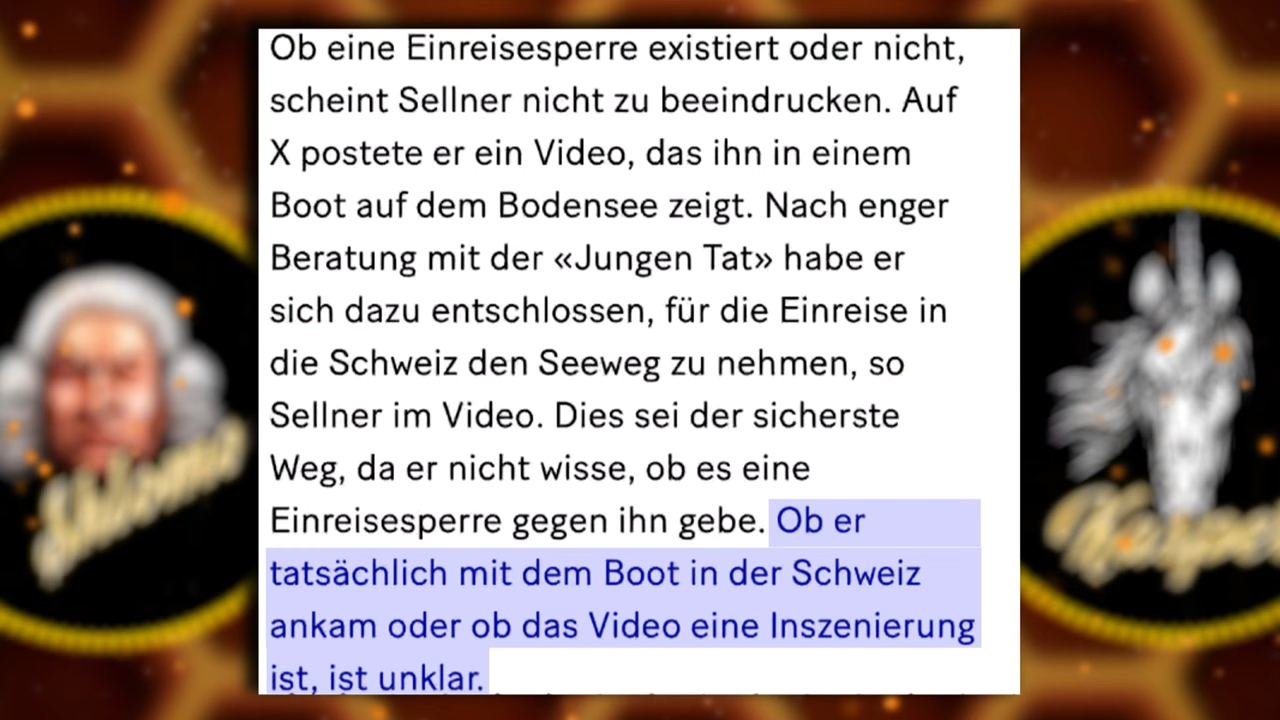 Ob eine Einreisesperre existiert oder nicht,
scheint Sellner nicht zu beeindrucken. Auf
X postete er ein Video, das ihn in einem
Boot auf dem Bodensee zeigt. Nach enger
Beratung mit der «Jungen Tat» habe er
sich dazu entschlossen, für die Einreise in
die Schweiz den Seeweg zu nehmen, so
Sellner im Video. Dies sei der sicherste
Weg, da er nicht wisse, ob es eine
Einreisesperre gegen ihn gebe. Ob er
tatsächlich mit dem Boot in der Schweiz
ankam oder ob das Video eine Inszenierung
ist, ist unklar.
Shlomo